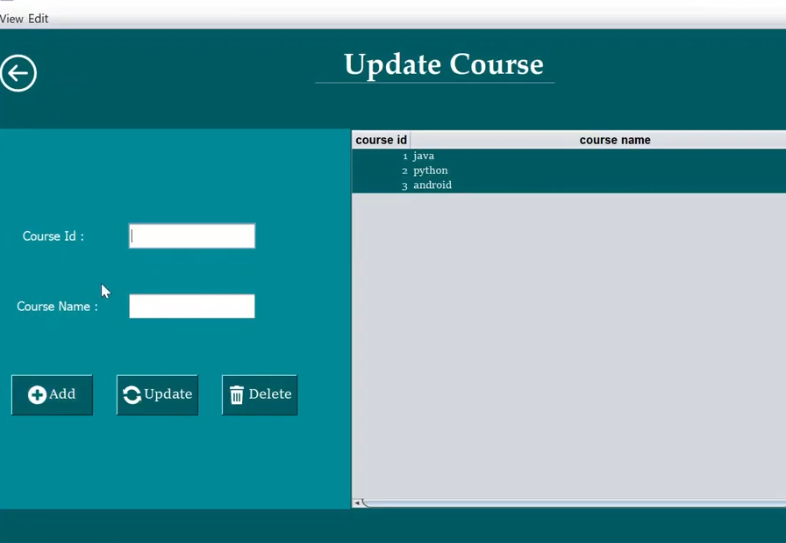 View Edit
Update Course
course id course name
1 java
2 python
3 android
Course Id :
Course Name :
Add Update Delete